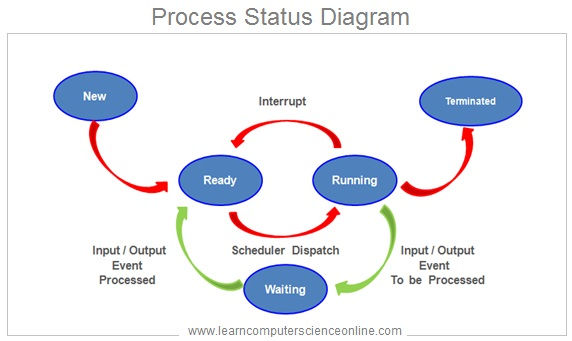 Process Status Diagram
New
Interrupt
Terminated
Ready
Running
Input / Output
Event
Processed
Scheduler Dispatch
Input / Output
Event
To be Processed
Waiting
www.learncomputerscienceonline.com